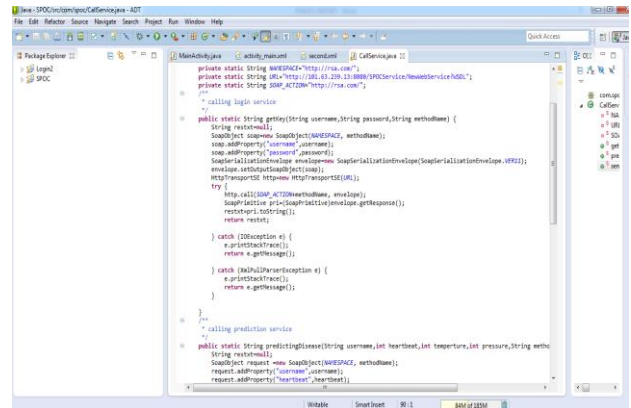 Java - SPOC/src/com/spoc/CallService.java - ADT
File Edit Refactor Source Navigate Search Project Run Window Help
Quick Access
Package Explorer
Login2
SPOC
MainActivity.java activity_main.xml second.xml CallService.java
private static String NAMESPACE="http://rsa.com/";
private static String URL="http://101.63.239.13:8080/SPOCService/NewWebService?WSDL";
private static String SOAP_ACTION="http://rsa.com/";
/**
* calling login service
*/
public static String getKey(String username,String password,String methodName) {
String restxt=null;
SoapObject soap=new SoapObject(NAMESPACE, methodName);
soap.addProperty("username",username);
soap.addProperty("password",password);
SoapSerializationEnvelope envelope=new SoapSerializationEnvelope(SoapSerializationEnvelope.VER11);
envelope.setOutputSoapObject(soap);
HttpTransportSE http=new HttpTransportSE(URL);
try {
http.call(SOAP_ACTION+methodName, envelope);
SoapPrimitive pri=(SoapPrimitive)envelope.getResponse();
restxt=pri.toString();
return restxt;
} catch (IOException e) {
e.printStackTrace();
return e.getMessage();
} catch (XmlPullParserException e) {
e.printStackTrace();
return e.getMessage();
}
}
/**
* calling prediction service
*/
public static String predictingDisease(String username,int heartbeat,int temperture,int pressure,String metho
String restxt=null;
SoapObject request =new SoapObject(NAMESPACE, methodName);
request.addProperty("username",username);
request.addProperty("heartbeat",heartbeat);
com.spc
CallServ
NA
URL
SO
get
pre
sen
Writable Smart Insert 90 : 1 84M of 185M